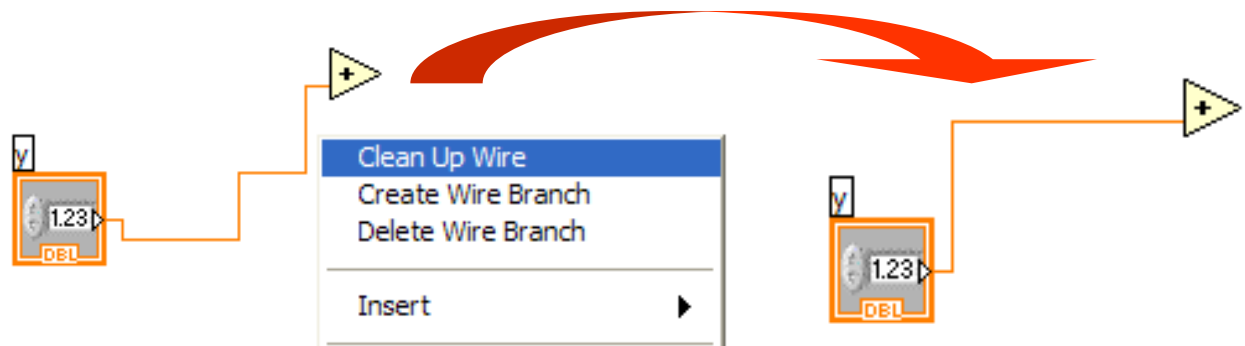 +
y
1.23
DBL
Clean Up Wire
Create Wire Branch
Delete Wire Branch
Insert
+
y
1.23
DBL